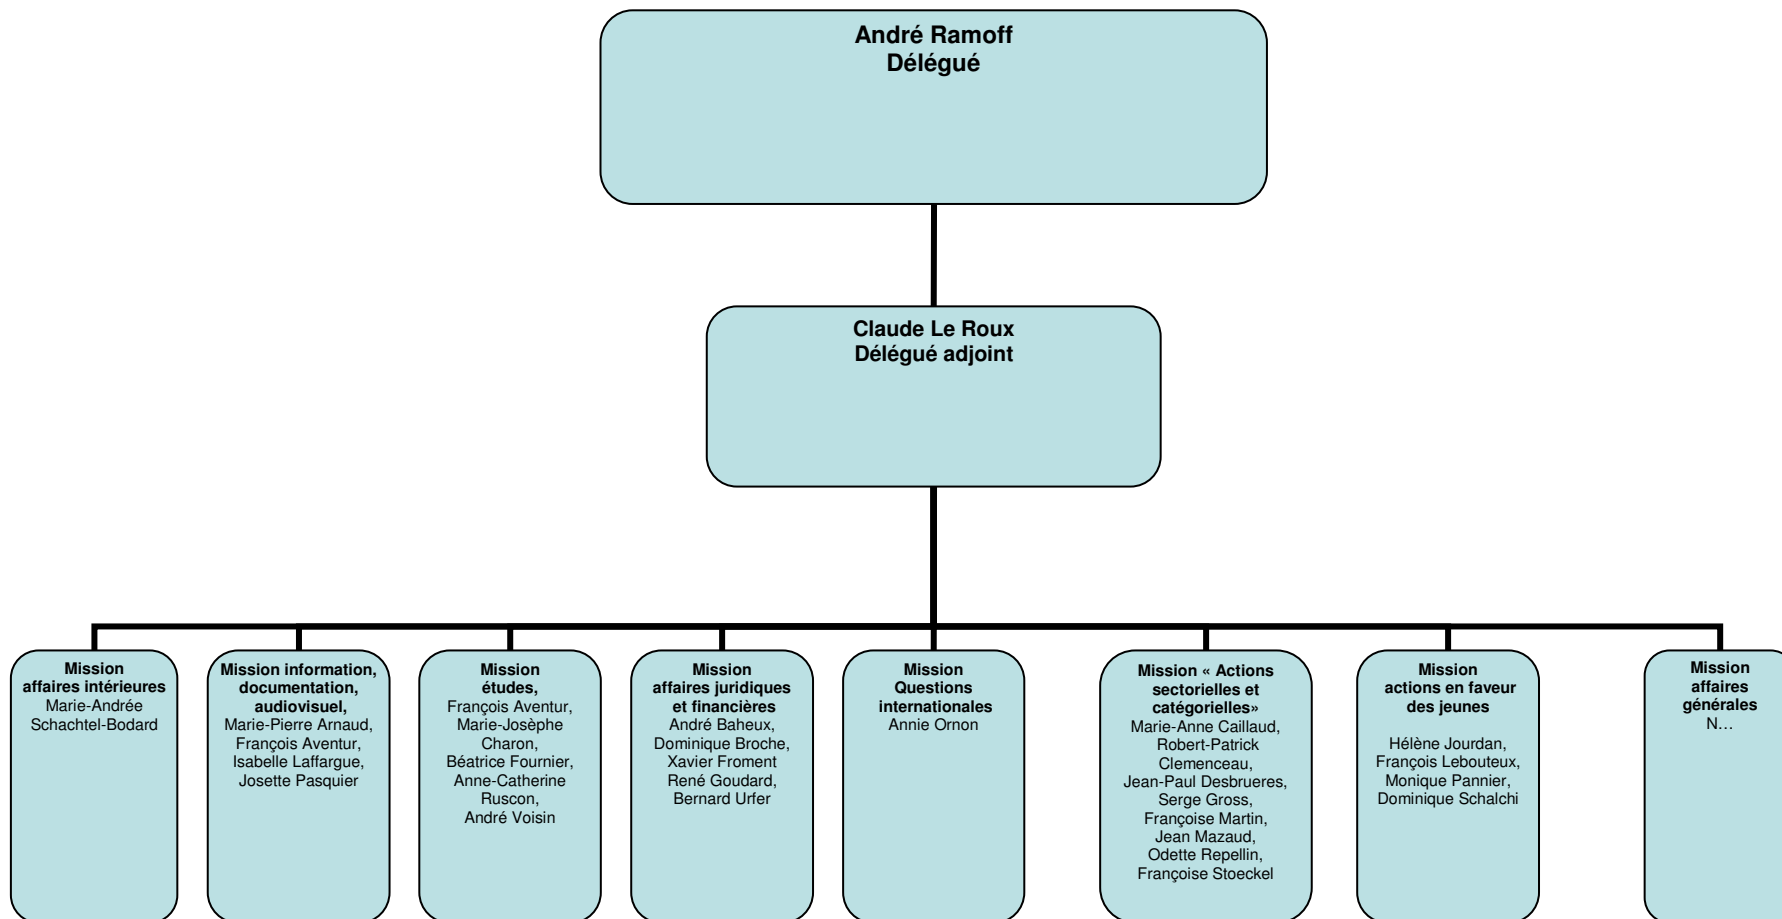 André Ramoff
Délégué
Claude Le Roux
Délégué adjoint
Mission
affaires intérieures
Marie-Andrée
Schachtel-Bodard
Mission information,
documentation,
audiovisuel,
Marie-Pierre Arnaud,
François Aventur,
Isabelle Laffargue,
Josette Pasquier
Mission
études,
François Aventur,
Marie-Josèphe
Charon,
Béatrice Fournier,
Anne-Catherine
Ruscon,
André Voisin
Mission
affaires juridiques
et financières
André Baheux,
Dominique Broche,
Xavier Froment
René Goudard,
Bernard Urfer
Mission
Questions
internationales
Annie Ornon
Mission « Actions
sectorielles et
catégorielles»
Marie-Anne Caillaud,
Robert-Patrick
Clemenceau,
Jean-Paul Desbrueres,
Serge Gross,
Françoise Martin,
Jean Mazaud,
Odette Repellin,
Françoise Stoeckel
Mission
actions en faveur
des jeunes
Hélène Jourdan,
François Lebouteux,
Monique Pannier,
Dominique Schalchi
Mission
affaires
générales
N…